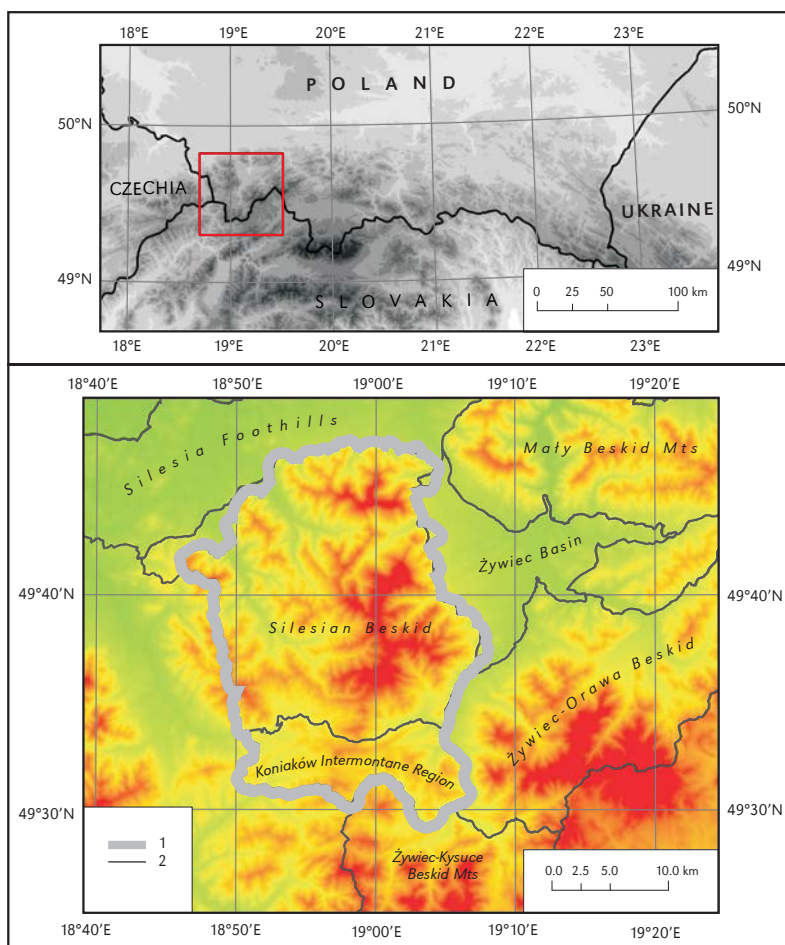 18°E 19°E 20°E 21°E 22°E 23°E
POLAND
50°N 50°N
CZECHIA
UKRAINE
49°N 49°N
SLOVAKIA
0 25 50 100 km
18°E 19°E 20°E 21°E 22°E 23°E
18°40′E 18°50′E 19°00′E 19°10′E 19°20′E
Silesia Foothills
Mały Beskid Mts
Żywiec Basin
49°40′N 49°40′N
Silesian Beskid
Żywiec-Orawa Beskid
Koniaków Intermontane Region
49°30′N 49°30′N
1
2
Żywiec-Kysuce
Beskid Mts
0.0 2.5 5.0 10.0 km
18°40′E 18°50′E 19°00′E 19°10′E 19°20′E